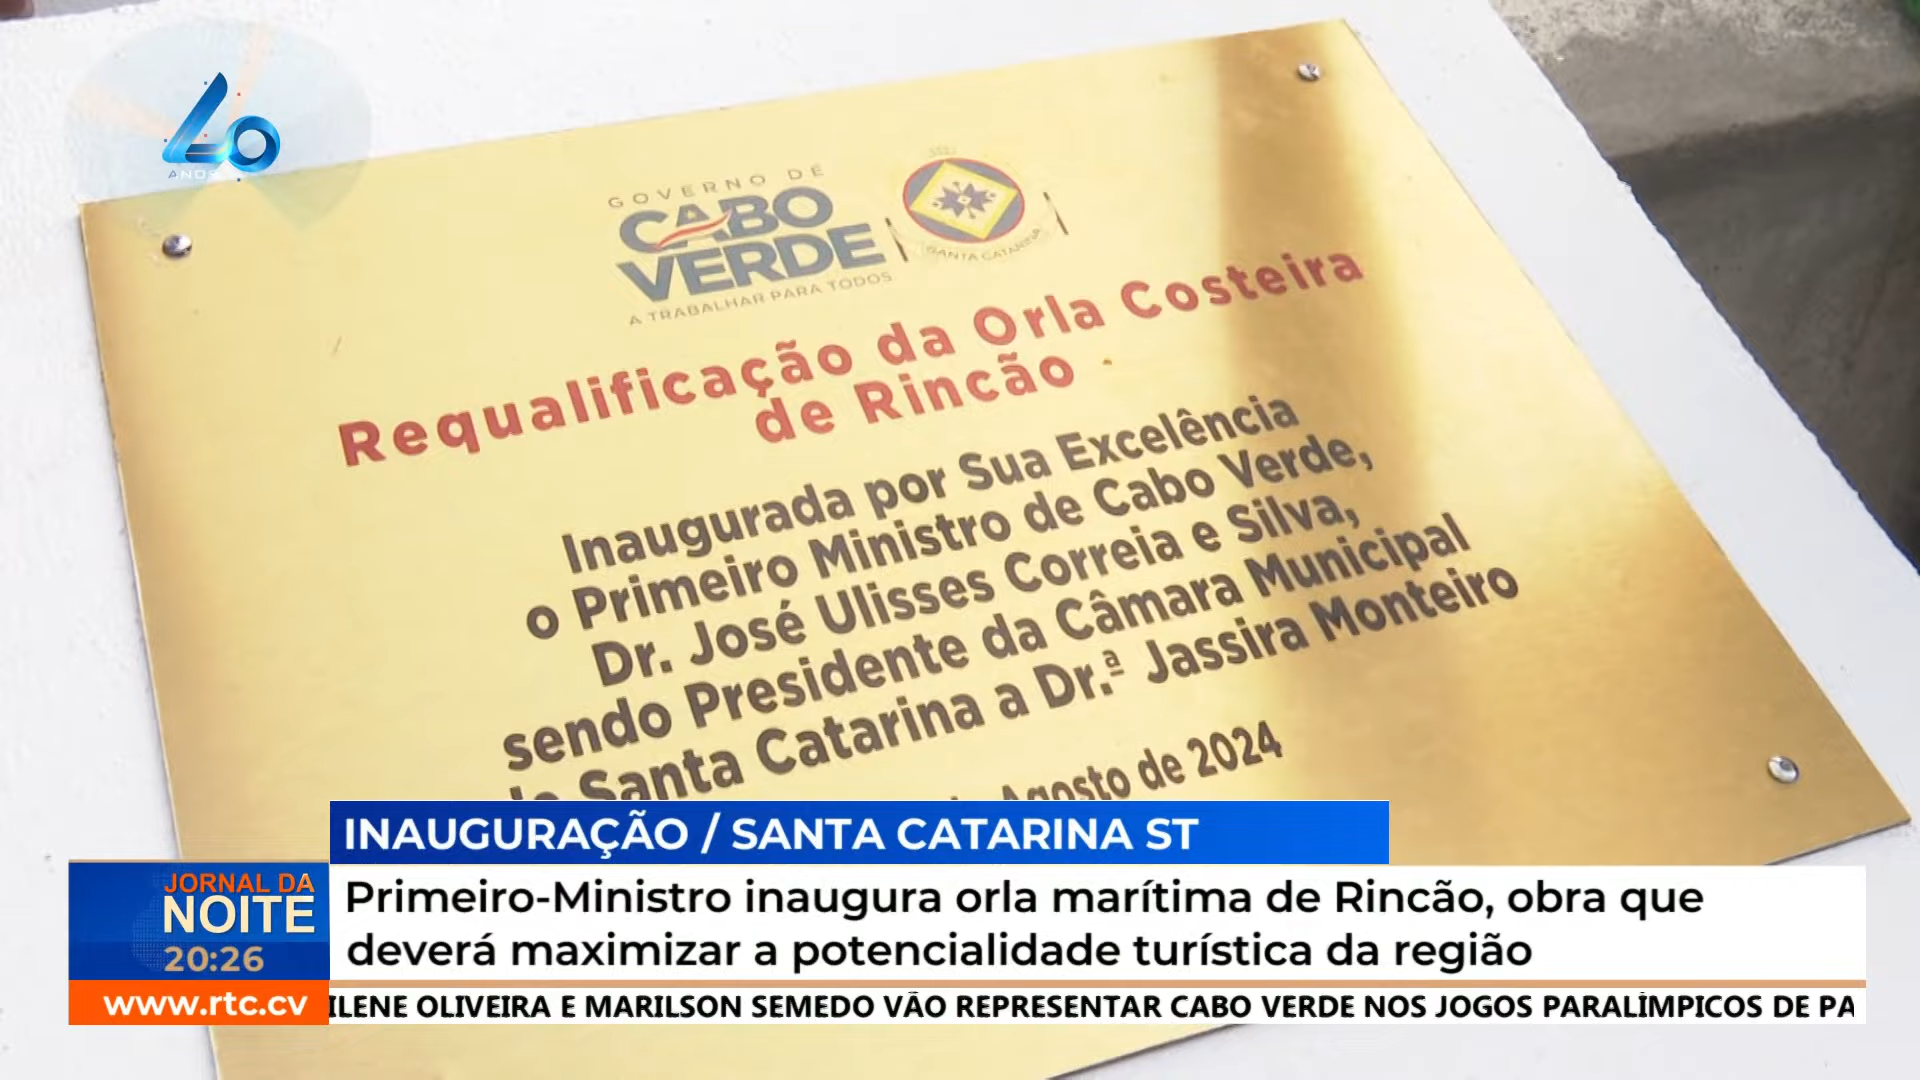 40
ANOS
GOVERNO DE
CABO
VERDE
A TRABALHAR PARA TODOS
SANTA CATARINA
Requalificação da Orla Costeira
de Rincão
Inaugurada por Sua Excelência
o Primeiro Ministro de Cabo Verde,
Dr. José Ulisses Correia e Silva,
sendo Presidente da Câmara Municipal
Santa Catarina a Dr.ª Jassira Monteiro
Agosto de 2024
INAUGURAÇÃO / SANTA CATARINA ST
Primeiro-Ministro inaugura orla marítima de Rincão, obra que
deverá maximizar a potencialidade turística da região
JORNAL DA
NOITE
20:26
www.rtc.cv
ILENE OLIVEIRA E MARILSON SEMEDO VÃO REPRESENTAR CABO VERDE NOS JOGOS PARALÍMPICOS DE PA